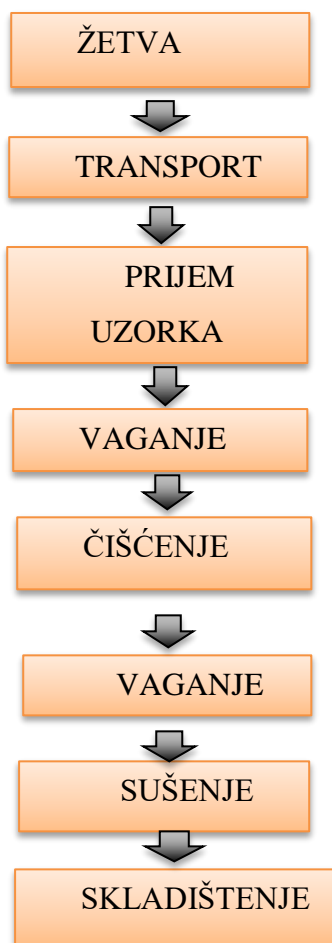 ŽETVA
TRANSPORT
PRIJEM
UZORKA
VAGANJE
ČIŠĆENJE
VAGANJE
SUŠENJE
SKLADIŠTENJE